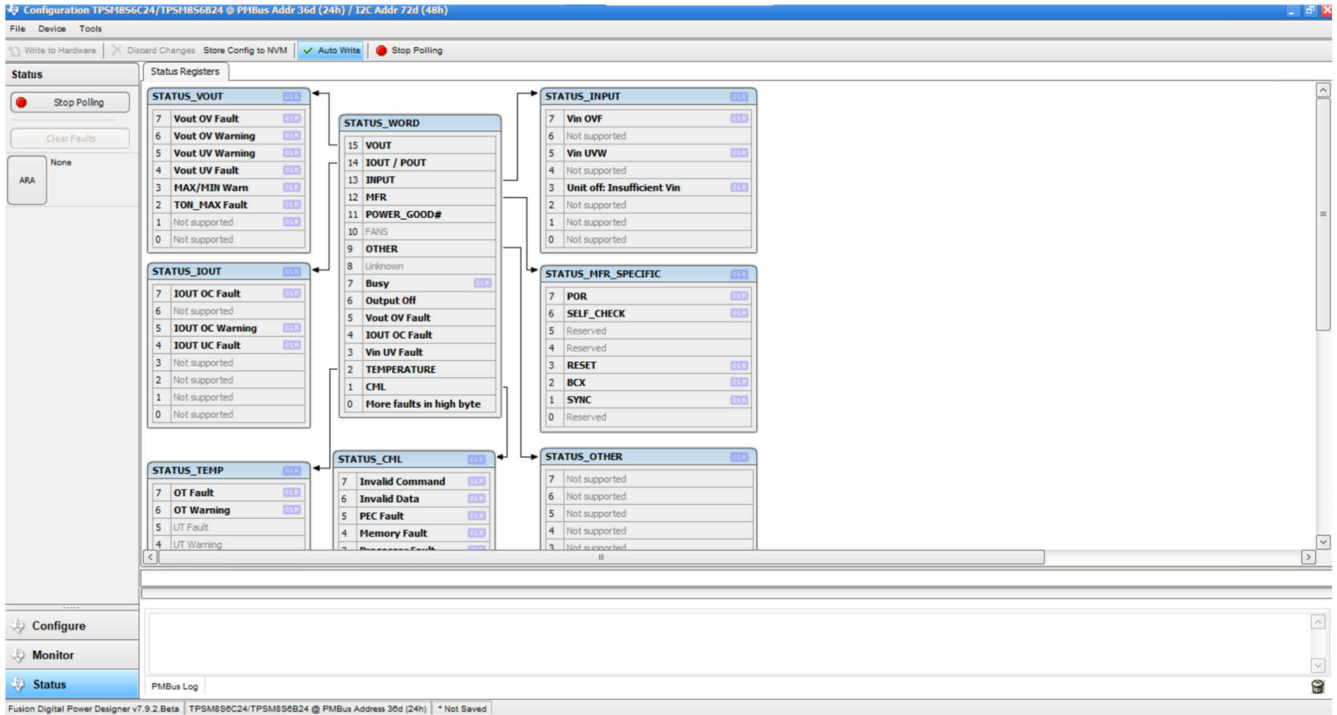 Configuration TPSM8S6C24/TPSM8S6B24 @ PMBus Addr 36d (24h) / I2C Addr 72d (48h)
File Device Tools
Write to Hardware Discard Changes Store Config to NVM Auto Write Stop Polling
Status
Stop Polling
Clear Faults
ARA
None
Status Registers
STATUS_VOUT CLR
7 Vout OV Fault CLR
6 Vout OV Warning CLR
5 Vout UV Warning CLR
4 Vout UV Fault CLR
3 MAX/MIN Warn CLR
2 TON_MAX Fault CLR
1 Not supported CLR
0 Not supported
STATUS_IOUT CLR
7 IOUT OC Fault CLR
6 Not supported
5 IOUT OC Warning CLR
4 IOUT UC Fault CLR
3 Not supported
2 Not supported
1 Not supported
0 Not supported
STATUS_TEMP CLR
7 OT Fault CLR
6 OT Warning CLR
5 UT Fault
4 UT Warning
STATUS_WORD
15 VOUT
14 IOUT / POUT
13 INPUT
12 MFR
11 POWER_GOOD#
10 FANS
9 OTHER
8 Unknown
7 Busy CLR
6 Output Off
5 Vout OV Fault
4 IOUT OC Fault
3 Vin UV Fault
2 TEMPERATURE
1 CML
0 More faults in high byte
STATUS_CML CLR
7 Invalid Command CLR
6 Invalid Data CLR
5 PEC Fault CLR
4 Memory Fault CLR
STATUS_INPUT CLR
7 Vin OVF CLR
6 Not supported
5 Vin UVW CLR
4 Not supported
3 Unit off: Insufficient Vin CLR
2 Not supported
1 Not supported
0 Not supported
STATUS_MFR_SPECIFIC CLR
7 POR CLR
6 SELF_CHECK CLR
5 Reserved
4 Reserved
3 RESET CLR
2 BCX CLR
1 SYNC CLR
0 Reserved
STATUS_OTHER CLR
7 Not supported
6 Not supported
5 Not supported
4 Not supported
3 Not supported
Configure
Monitor
Status
PMBus Log
Fusion Digital Power Designer v7.9.2.Beta TPSM8S6C24/TPSM8S6B24 @ PMBus Address 36d (24h) * Not Saved